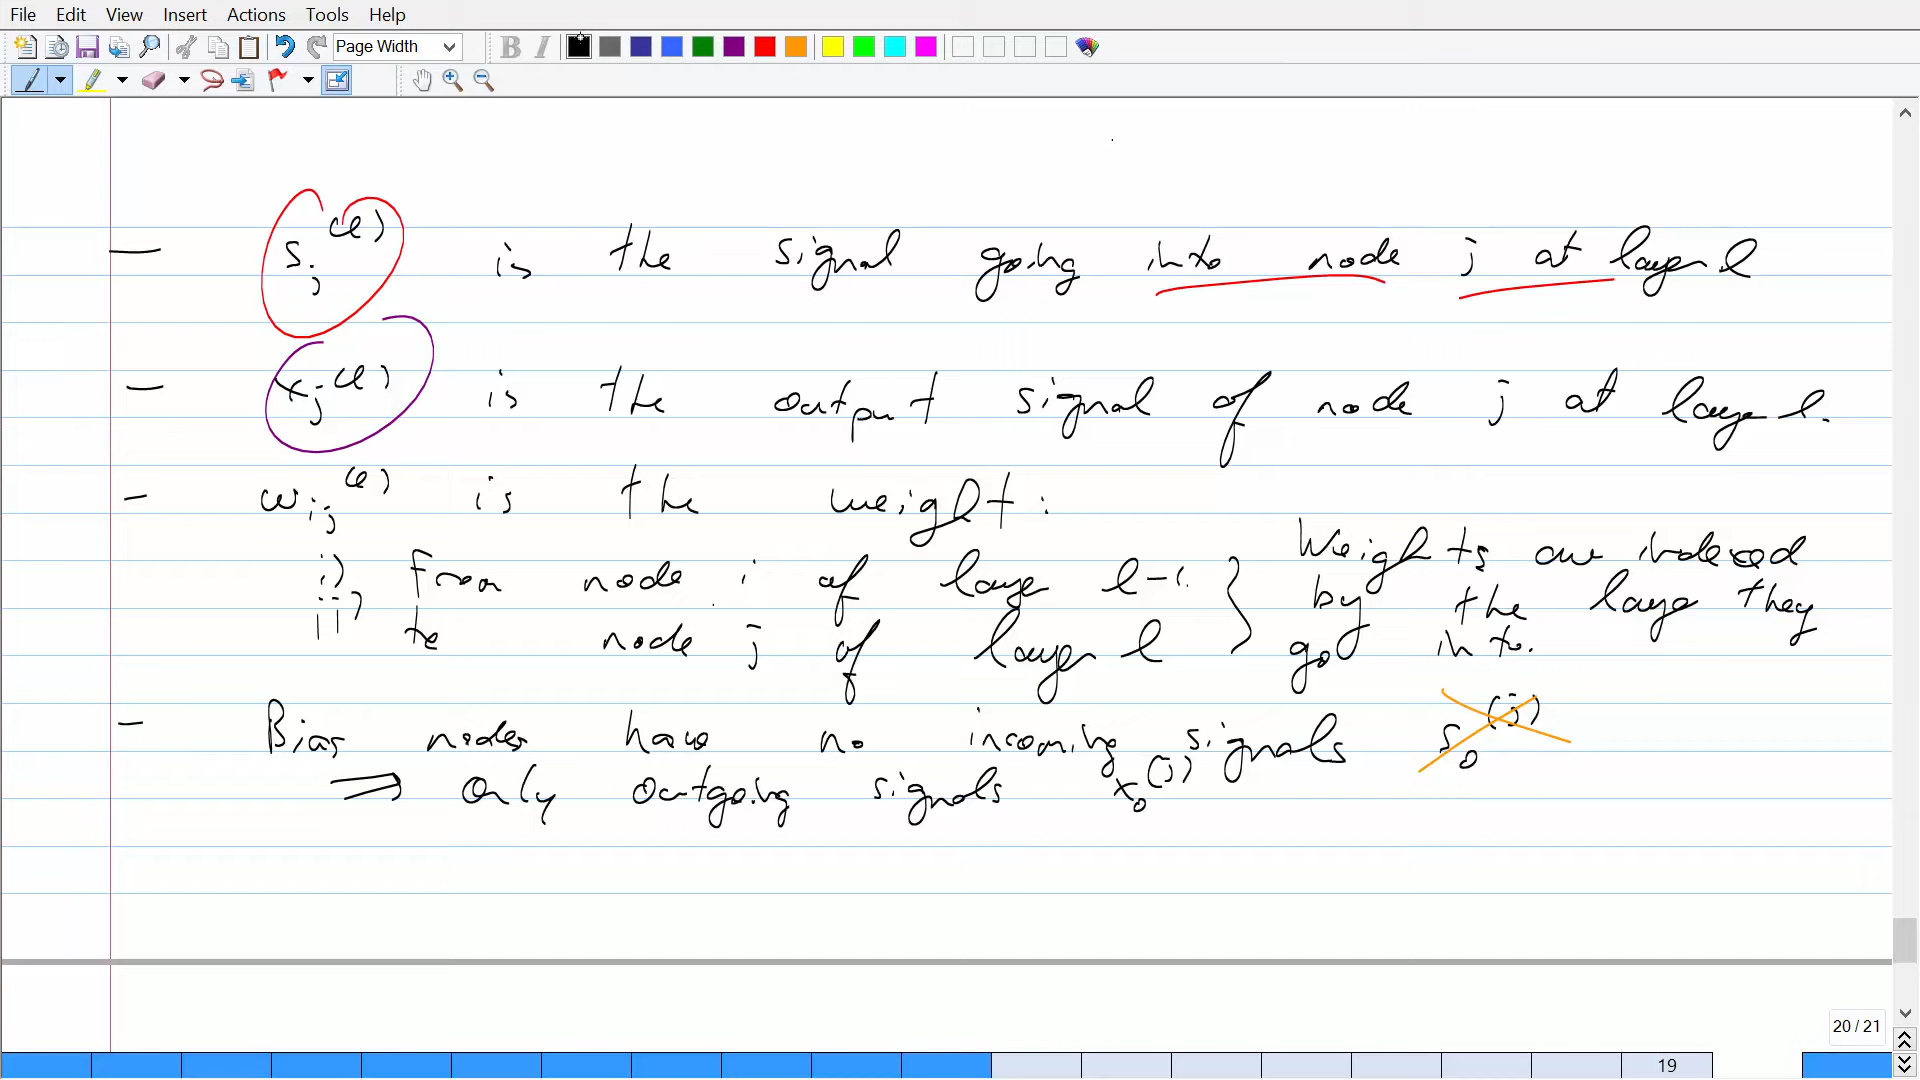 File Edit View Insert Actions Tools Help
Page Width B I
— s_j^(l) is the signal going into node j at layer l
— x_j^(l) is the output signal of node j at layer l.
- w_ij^(l) is the weight:
i) From node i of layer l-1. } Weights are indexed
ii) to node j of layer l } by the layer they go into.
- Bias nodes have no incoming signals s_0^(j)
⇒ only outgoing signals x_0^(j)
20 / 21
19